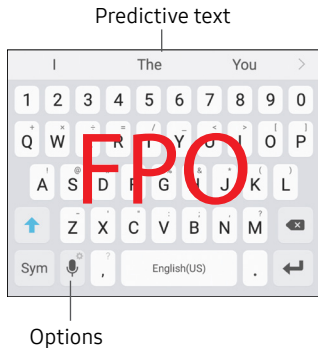 Predictive text
I The You >
1 2 3 4 5 6 7 8 9 0
+ × ÷ = / _ < > [ ]
Q W R T Y U I O P
! @ # % & * ( )
A S D F G H J K L
- ' " : ; , ?
Z X C V B N M
FPO
Sym , ? English(US) .
Options